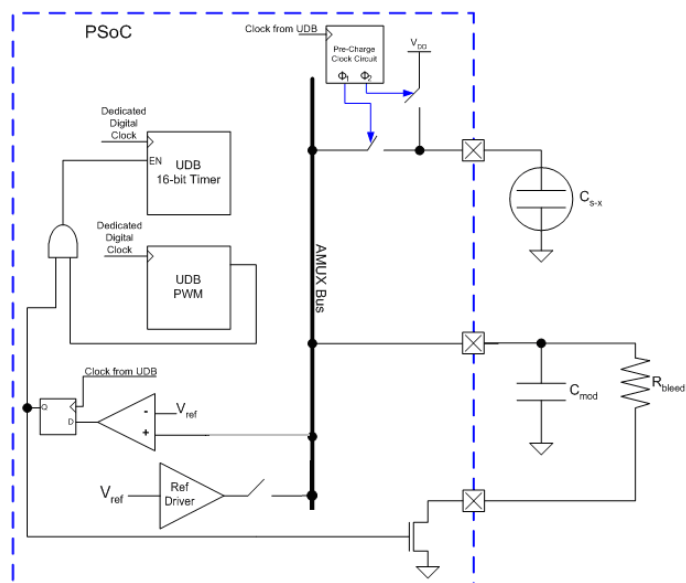 PSoC
Clock from UDB
Pre-Charge
Clock Circuit
Φ1 Φ2
VDD
Dedicated
Digital
Clock
EN
UDB
16-bit Timer
Cs-x
Dedicated
Digital
Clock
UDB
PWM
AMUX Bus
Clock from UDB
Q
D
-
+
Vref
Cmod
Rbleed
Vref
Ref
Driver